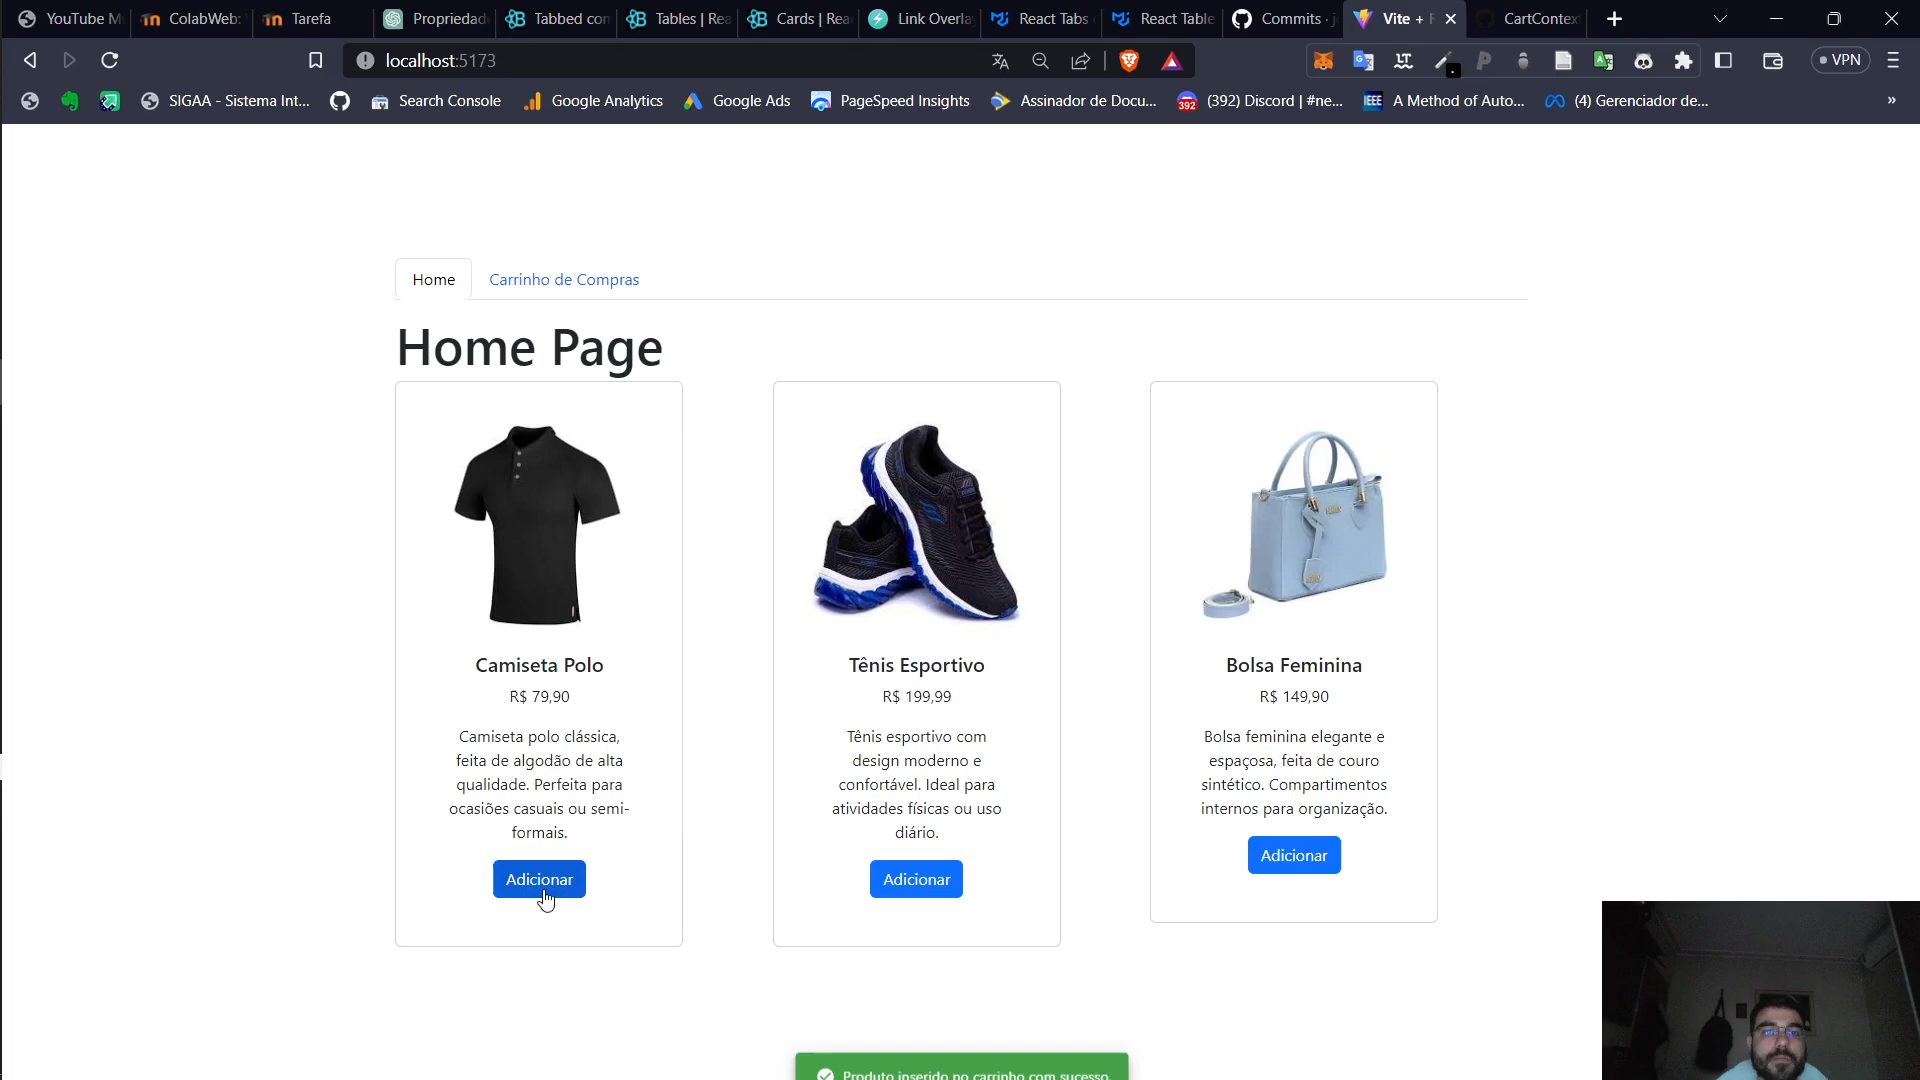 YouTube M
ColabWeb:
Tarefa
Propriedad
Tabbed con
Tables | Rea
Cards | Rea
Link Overla
React Tabs
React Table
Commits · j
Vite + R
CartContex
localhost:5173
VPN
SIGAA - Sistema Int...
Search Console
Google Analytics
Google Ads
PageSpeed Insights
Assinador de Docu...
392
(392) Discord | #ne...
IEEE
A Method of Auto...
(4) Gerenciador de...
»
Home
Carrinho de Compras
Home Page
Camiseta Polo
R$ 79,90
Camiseta polo clássica,
feita de algodão de alta
qualidade. Perfeita para
ocasiões casuais ou semi-
formais.
Adicionar
Tênis Esportivo
R$ 199,99
Tênis esportivo com
design moderno e
confortável. Ideal para
atividades físicas ou uso
diário.
Adicionar
Bolsa Feminina
R$ 149,90
Bolsa feminina elegante e
espaçosa, feita de couro
sintético. Compartimentos
internos para organização.
Adicionar
Produto inserido no carrinho com sucesso.